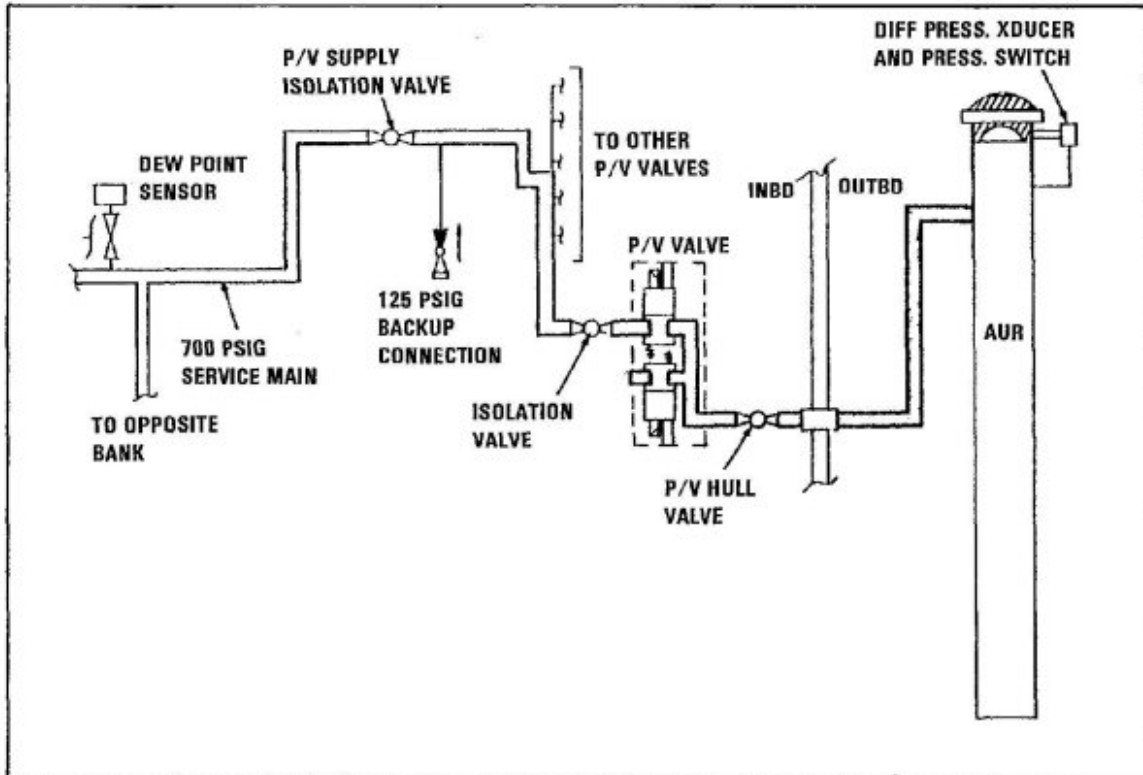 DIFF PRESS. XDUCER
AND PRESS. SWITCH
P/V SUPPLY
ISOLATION VALVE
DEW POINT
SENSOR
TO OTHER
P/V VALVES
INBD
OUTBD
P/V VALVE
125 PSIG
BACKUP
CONNECTION
700 PSIG
SERVICE MAIN
AUR
TO OPPOSITE
BANK
ISOLATION
VALVE
P/V HULL
VALVE